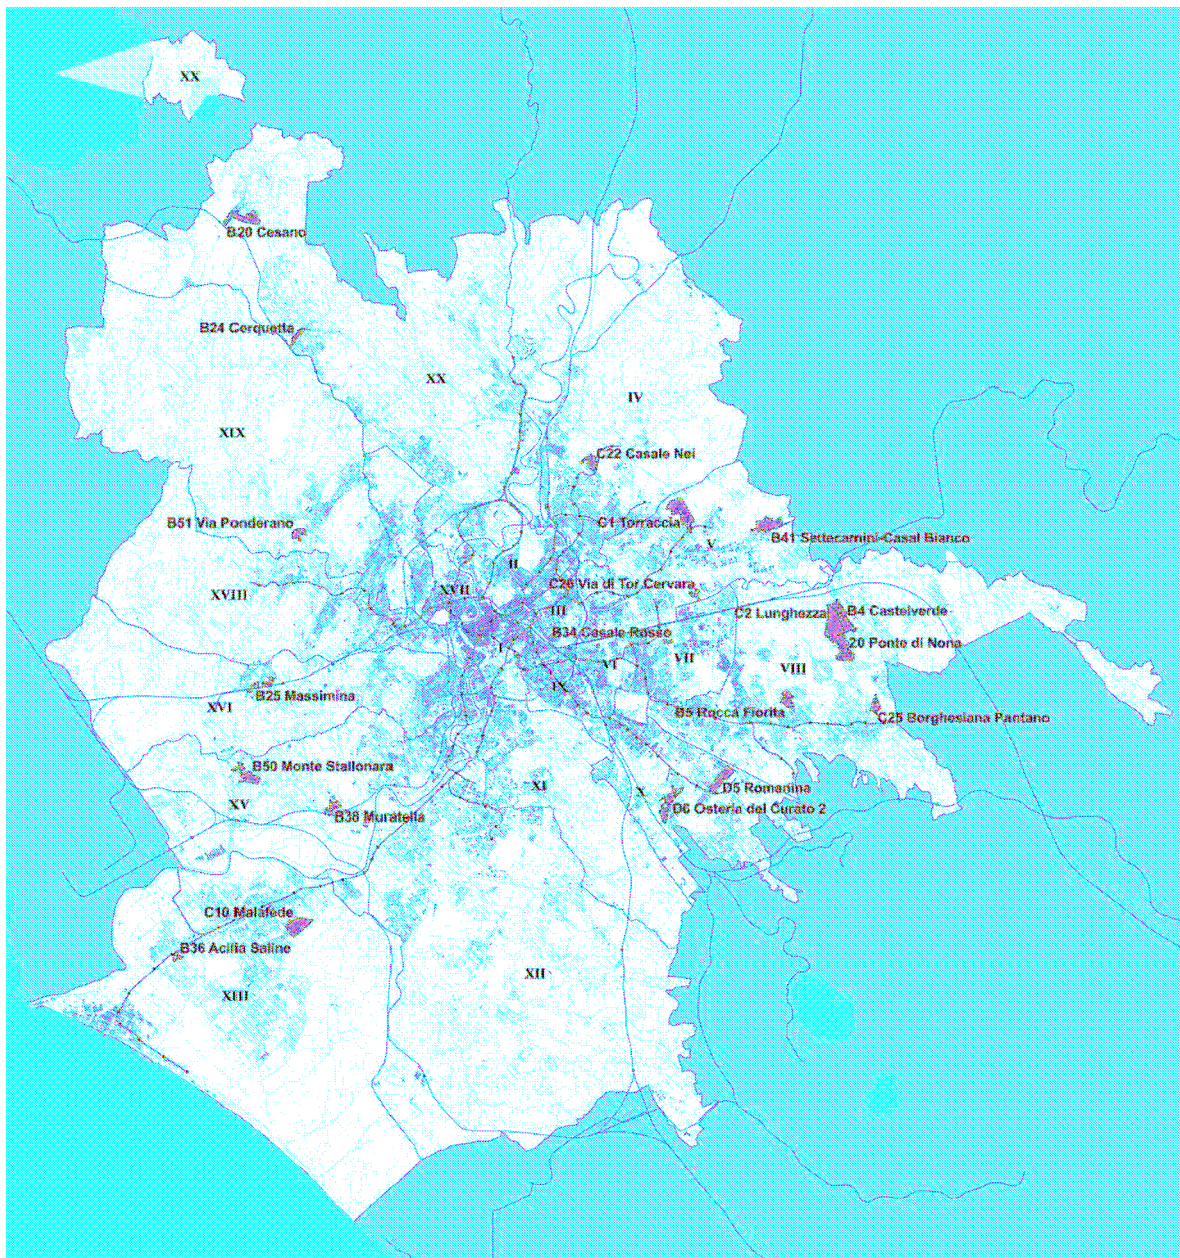 XX
B20 Cesano
B24 Cerquetta
XX
IV
XIX
C22 Casale Nei
B51 Via Ponderano
C1 Torraccia
V
B41 Settecamini-Casal Bianco
II
XVII
C26 Via di Tor Cervara
XVIII
III
C2 Lunghezza
B4 Castelverde
B34 Casale Rosso
20 Ponte di Nona
I
VI
VII
VIII
IX
B25 Massimina
XVI
B5 Rocca Fiorita
C25 Borghesiana Pantano
B50 Monte Stallonara
XI
X
D5 Romanina
XV
B38 Muratella
D6 Osteria del Curato 2
C10 Malafede
B36 Acilia Saline
XII
XIII